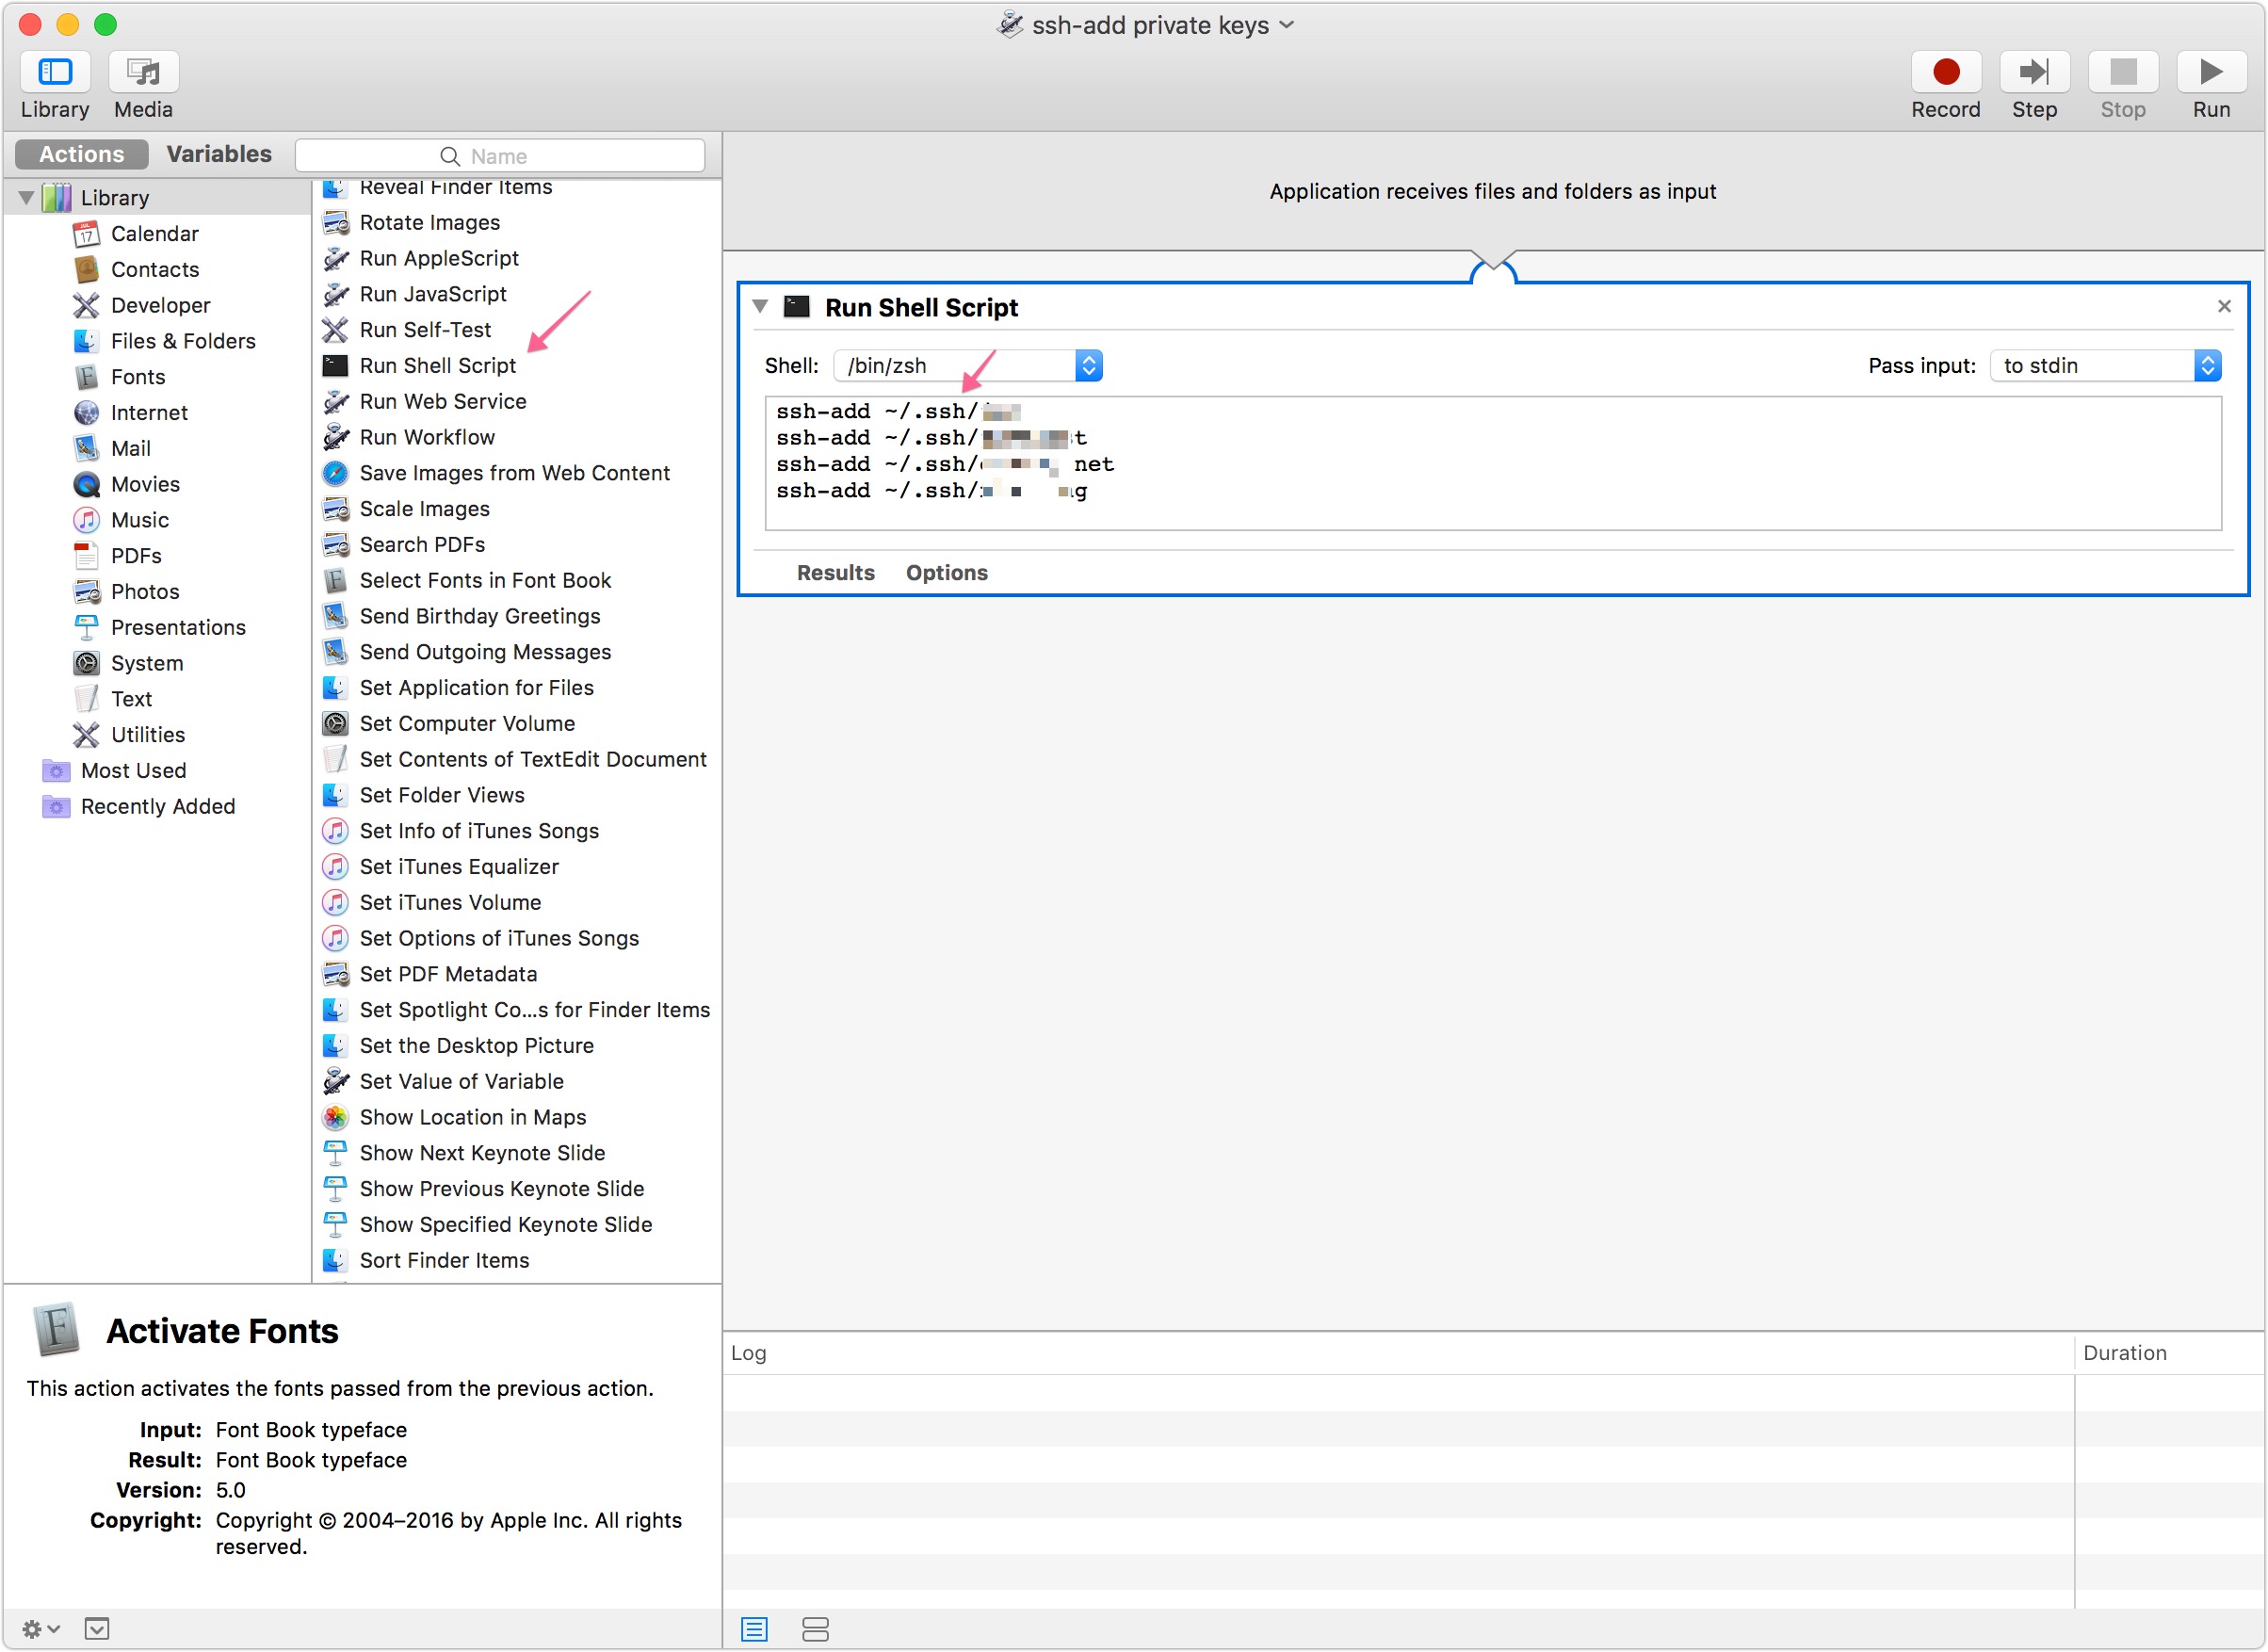 ssh-add private keys
Library
Media
Record
Step
Stop
Run
Actions
Variables
Name
Library
Calendar
Contacts
Developer
Files & Folders
Fonts
Internet
Mail
Movies
Music
PDFs
Photos
Presentations
System
Text
Utilities
Most Used
Recently Added
Reveal Finder Items
Rotate Images
Run AppleScript
Run JavaScript
Run Self-Test
Run Shell Script
Run Web Service
Run Workflow
Save Images from Web Content
Scale Images
Search PDFs
Select Fonts in Font Book
Send Birthday Greetings
Send Outgoing Messages
Set Application for Files
Set Computer Volume
Set Contents of TextEdit Document
Set Folder Views
Set Info of iTunes Songs
Set iTunes Equalizer
Set iTunes Volume
Set Options of iTunes Songs
Set PDF Metadata
Set Spotlight Co...s for Finder Items
Set the Desktop Picture
Set Value of Variable
Show Location in Maps
Show Next Keynote Slide
Show Previous Keynote Slide
Show Specified Keynote Slide
Sort Finder Items
Activate Fonts
This action activates the fonts passed from the previous action.
Input: Font Book typeface
Result: Font Book typeface
Version: 5.0
Copyright: Copyright © 2004–2016 by Apple Inc. All rights
reserved.
Application receives files and folders as input
Run Shell Script
Shell: /bin/zsh
Pass input: to stdin
ssh-add ~/.ssh/
ssh-add ~/.ssh/
ssh-add ~/.ssh/ net
ssh-add ~/.ssh/
Results Options
Log
Duration